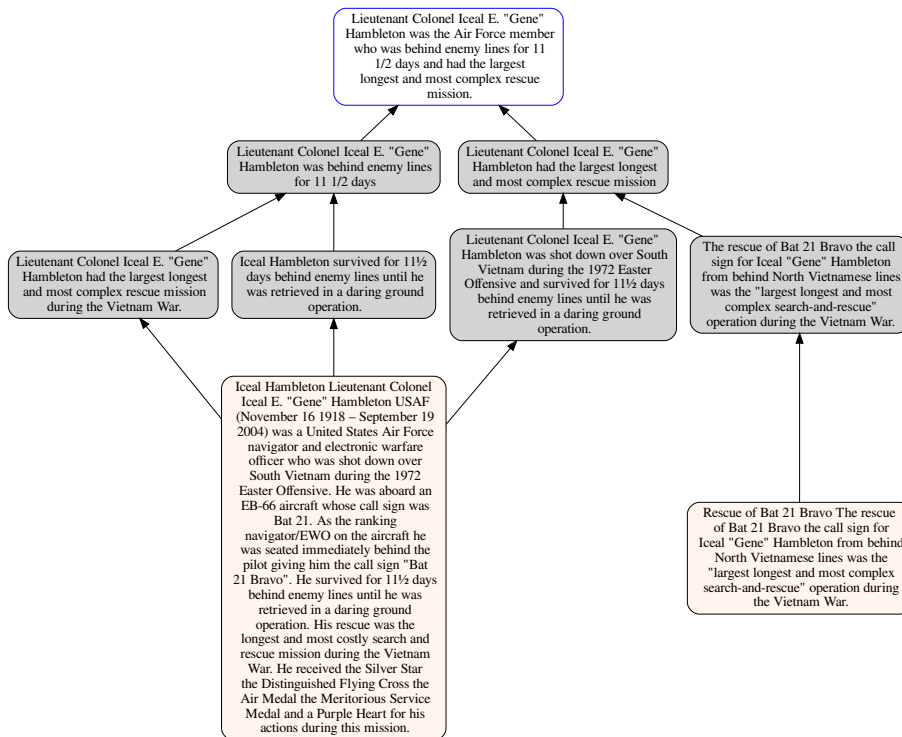 Lieutenant Colonel Iceal E. "Gene"
Hambleton was the Air Force member
who was behind enemy lines for 11
1/2 days and had the largest
longest and most complex rescue
mission.
Lieutenant Colonel Iceal E. "Gene"
Hambleton was behind enemy lines
for 11 1/2 days
Lieutenant Colonel Iceal E. "Gene"
Hambleton had the largest longest
and most complex rescue mission
Lieutenant Colonel Iceal E. "Gene"
Hambleton had the largest longest
and most complex rescue mission
during the Vietnam War.
Iceal Hambleton survived for 11½
days behind enemy lines until he
was retrieved in a daring ground
operation.
Lieutenant Colonel Iceal E. "Gene"
Hambleton was shot down over South
Vietnam during the 1972 Easter
Offensive and survived for 11½ days
behind enemy lines until he was
retrieved in a daring ground
operation.
The rescue of Bat 21 Bravo the call
sign for Iceal "Gene" Hambleton
from behind North Vietnamese lines
was the "largest longest and most
complex search-and-rescue"
operation during the Vietnam War.
Iceal Hambleton Lieutenant Colonel
Iceal E. "Gene" Hambleton USAF
(November 16 1918 – September 19
2004) was a United States Air Force
navigator and electronic warfare
officer who was shot down over
South Vietnam during the 1972
Easter Offensive. He was aboard an
EB-66 aircraft whose call sign was
Bat 21. As the ranking
navigator/EWO on the aircraft he
was seated immediately behind the
pilot giving him the call sign "Bat
21 Bravo". He survived for 11½ days
behind enemy lines until he was
retrieved in a daring ground
operation. His rescue was the
longest and most costly search and
rescue mission during the Vietnam
War. He received the Silver Star
the Distinguished Flying Cross the
Air Medal the Meritorious Service
Medal and a Purple Heart for his
actions during this mission.
Rescue of Bat 21 Bravo The rescue
of Bat 21 Bravo the call sign for
Iceal "Gene" Hambleton from behind
North Vietnamese lines was the
"largest longest and most complex
search-and-rescue" operation during
the Vietnam War.